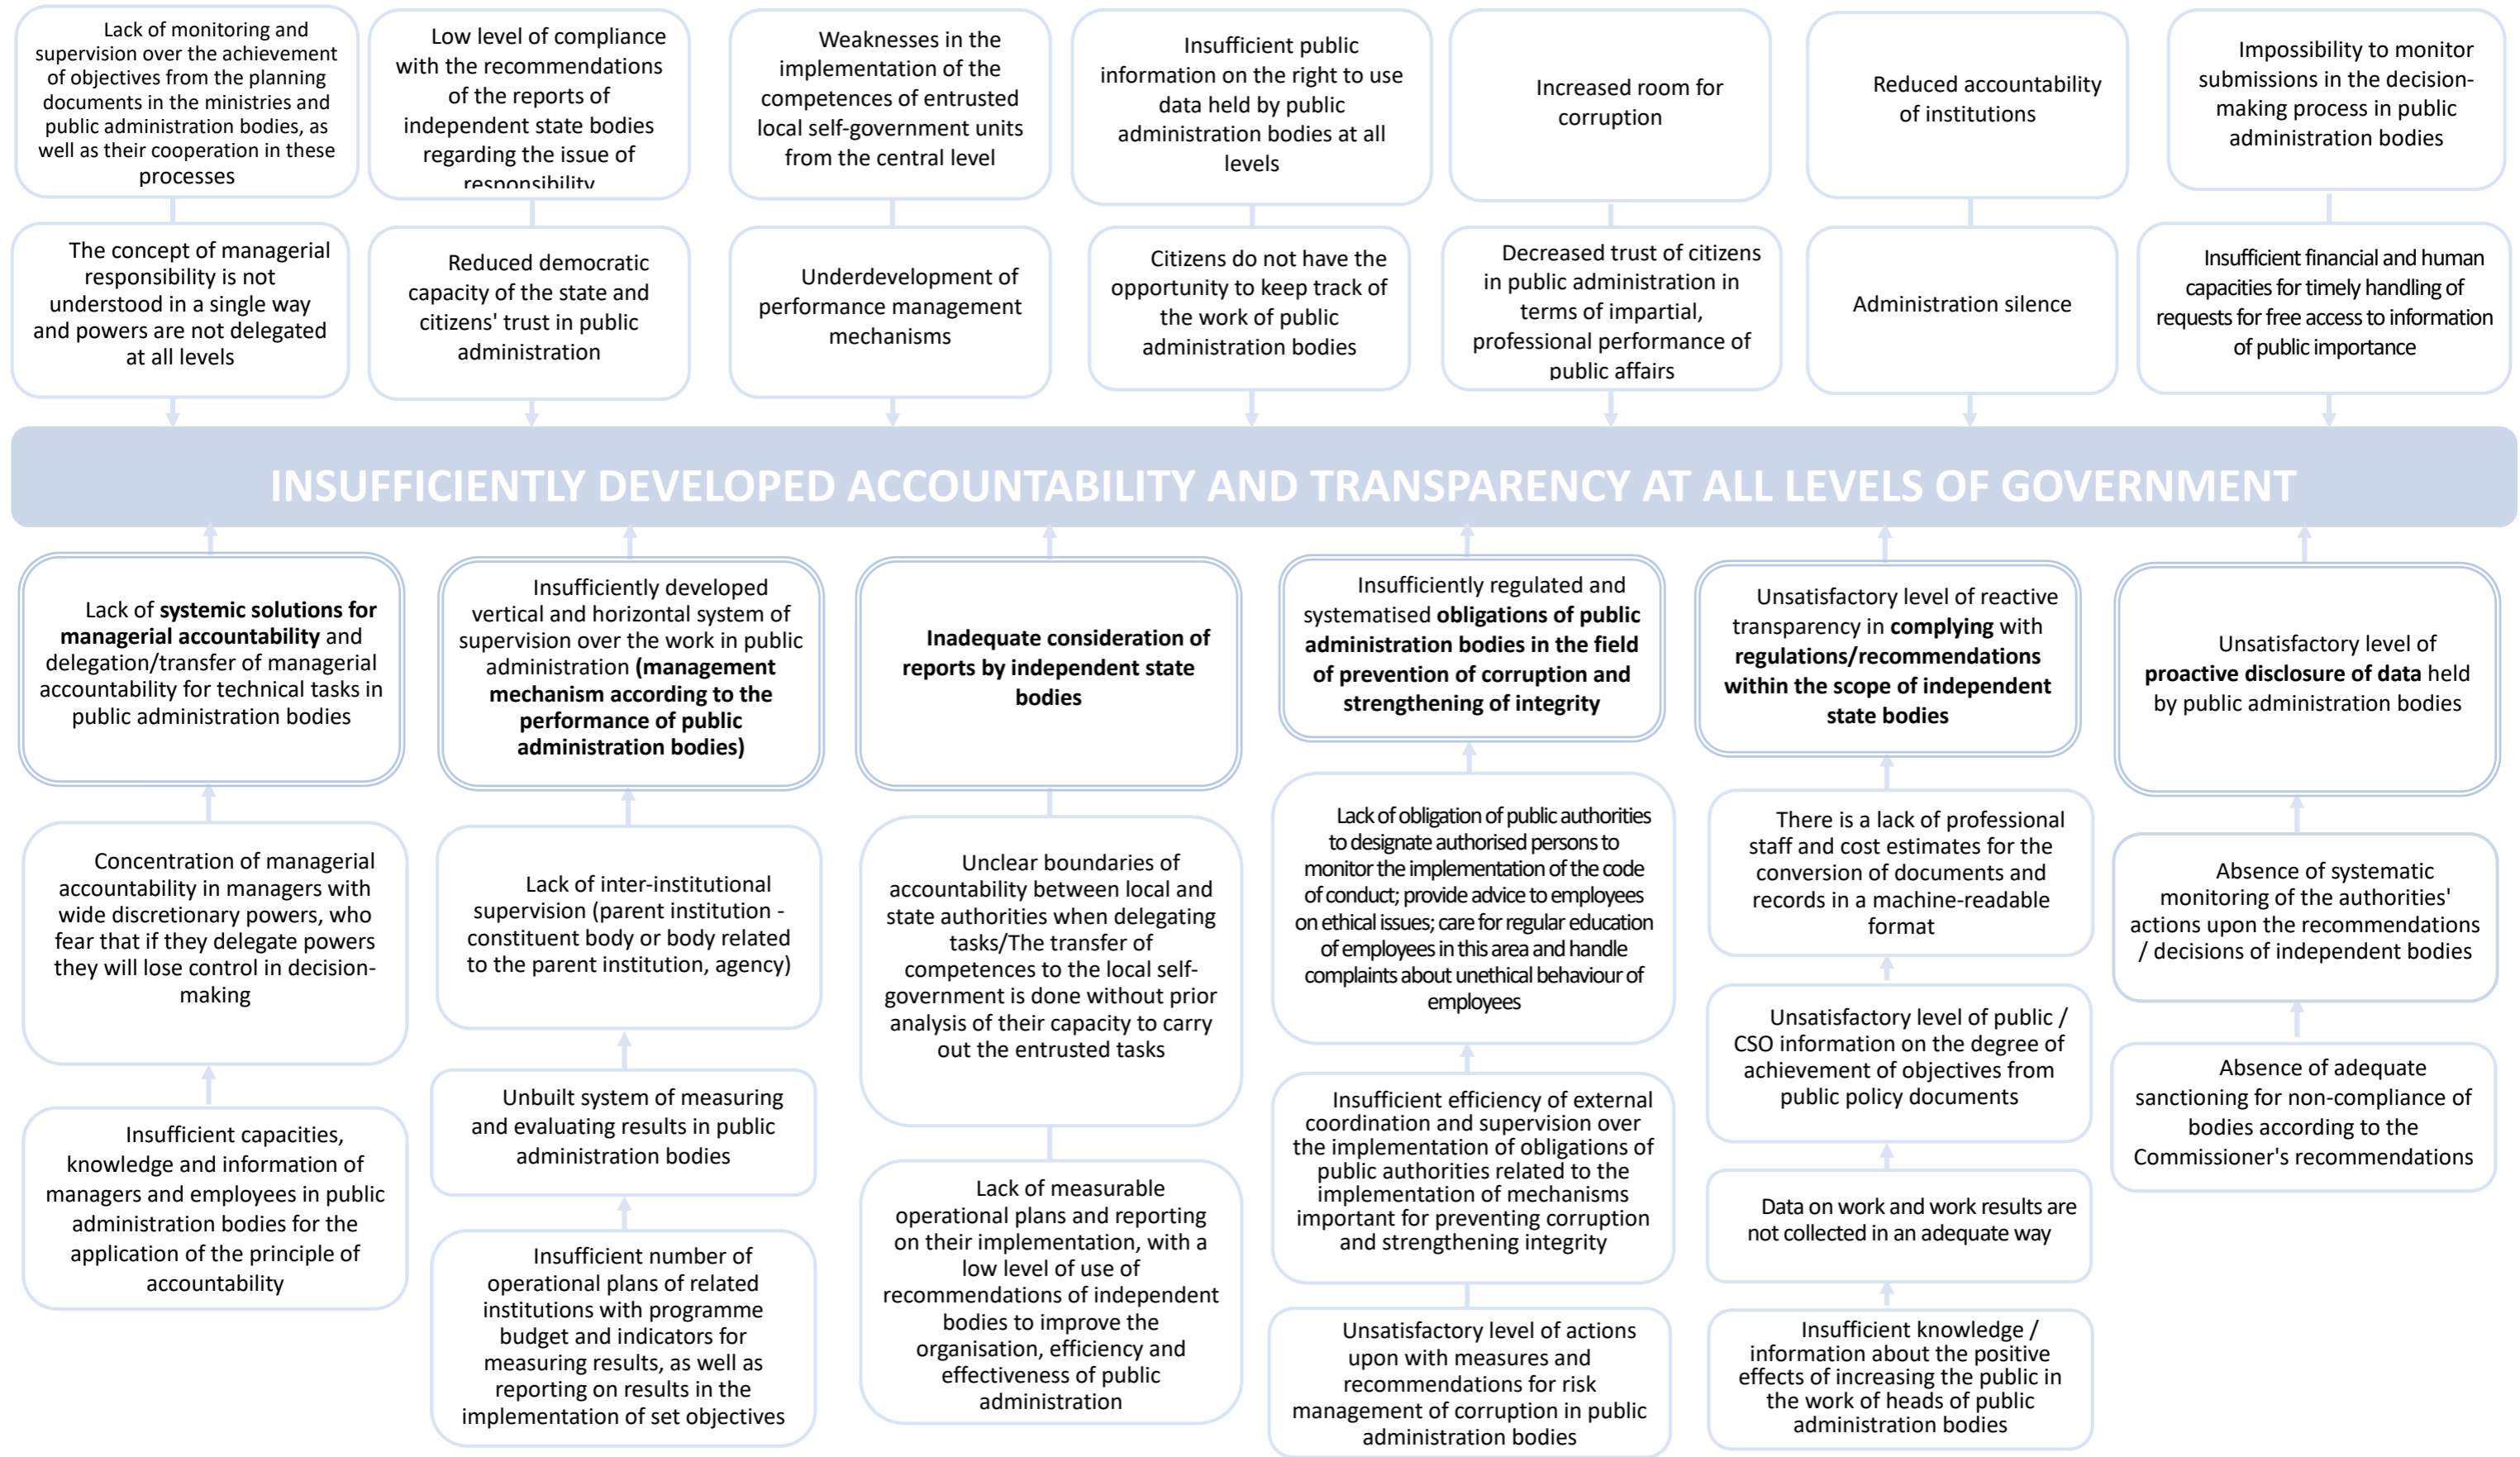 Lack of monitoring and
supervision over the achievement
of objectives from the planning
documents in the ministries and
public administration bodies, as
well as their cooperation in these
processes
Low level of compliance
with the recommendations
of the reports of
independent state bodies
regarding the issue of
responsibility
Weaknesses in the
implementation of the
competences of entrusted
local self-government units
from the central level
Insufficient public
information on the right to use
data held by public
administration bodies at all
levels
Increased room for
corruption
Reduced accountability
of institutions
Impossibility to monitor
submissions in the decision-
making process in public
administration bodies
The concept of managerial
responsibility is not
understood in a single way
and powers are not delegated
at all levels
Reduced democratic
capacity of the state and
citizens' trust in public
administration
Underdevelopment of
performance management
mechanisms
Citizens do not have the
opportunity to keep track of
the work of public
administration bodies
Decreased trust of citizens
in public administration in
terms of impartial,
professional performance of
public affairs
Administration silence
Insufficient financial and human
capacities for timely handling of
requests for free access to information
of public importance
INSUFFICIENTLY DEVELOPED ACCOUNTABILITY AND TRANSPARENCY AT ALL LEVELS OF GOVERNMENT
Lack of systemic solutions for
managerial accountability and
delegation/transfer of managerial
accountability for technical tasks in
public administration bodies
Insufficiently developed
vertical and horizontal system of
supervision over the work in public
administration (management
mechanism according to the
performance of public
administration bodies)
Inadequate consideration of
reports by independent state
bodies
Insufficiently regulated and
systematised obligations of public
administration bodies in the field
of prevention of corruption and
strengthening of integrity
Unsatisfactory level of reactive
transparency in complying with
regulations/recommendations
within the scope of independent
state bodies
Unsatisfactory level of
proactive disclosure of data held
by public administration bodies
Concentration of managerial
accountability in managers with
wide discretionary powers, who
fear that if they delegate powers
they will lose control in decision-
making
Lack of inter-institutional
supervision (parent institution -
constituent body or body related
to the parent institution, agency)
Unclear boundaries of
accountability between local and
state authorities when delegating
tasks/The transfer of
competences to the local self-
government is done without prior
analysis of their capacity to carry
out the entrusted tasks
Lack of obligation of public authorities
to designate authorised persons to
monitor the implementation of the code
of conduct; provide advice to employees
on ethical issues; care for regular education
of employees in this area and handle
complaints about unethical behaviour of
employees
There is a lack of professional
staff and cost estimates for the
conversion of documents and
records in a machine-readable
format
Absence of systematic
monitoring of the authorities'
actions upon the recommendations
/ decisions of independent bodies
Insufficient capacities,
knowledge and information of
managers and employees in public
administration bodies for the
application of the principle of
accountability
Unbuilt system of measuring
and evaluating results in public
administration bodies
Insufficient number of
operational plans of related
institutions with programme
budget and indicators for
measuring results, as well as
reporting on results in the
implementation of set objectives
Lack of measurable
operational plans and reporting
on their implementation, with a
low level of use of
recommendations of independent
bodies to improve the
organisation, efficiency and
effectiveness of public
administration
Insufficient efficiency of external
coordination and supervision over
the implementation of obligations of
public authorities related to the
implementation of mechanisms
important for preventing corruption
and strengthening integrity
Unsatisfactory level of actions
upon with measures and
recommendations for risk
management of corruption in public
administration bodies
Unsatisfactory level of public /
CSO information on the degree of
achievement of objectives from
public policy documents
Data on work and work results are
not collected in an adequate way
Insufficient knowledge /
information about the positive
effects of increasing the public in
the work of heads of public
administration bodies
Absence of adequate
sanctioning for non-compliance of
bodies according to the
Commissioner's recommendations